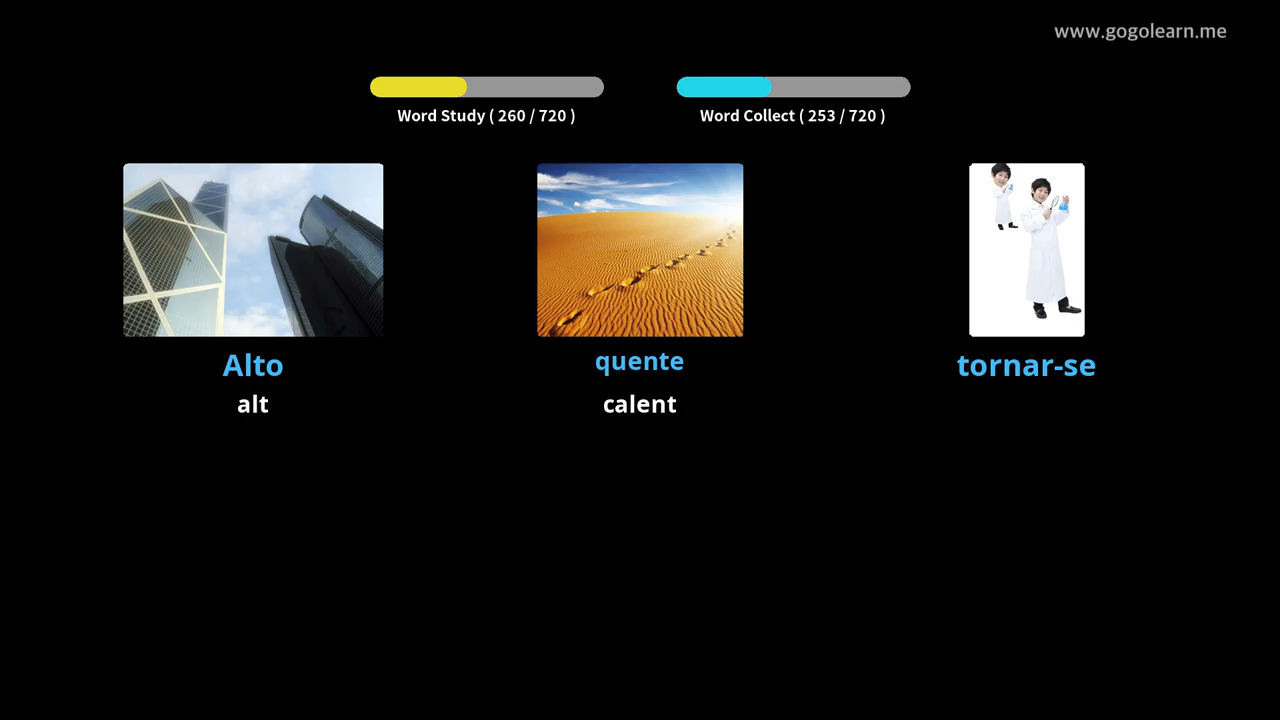 www.gogolearn.me
Word Study ( 260 / 720 )
Word Collect ( 253 / 720 )
Alto
quente
tornar-se
alt
calent